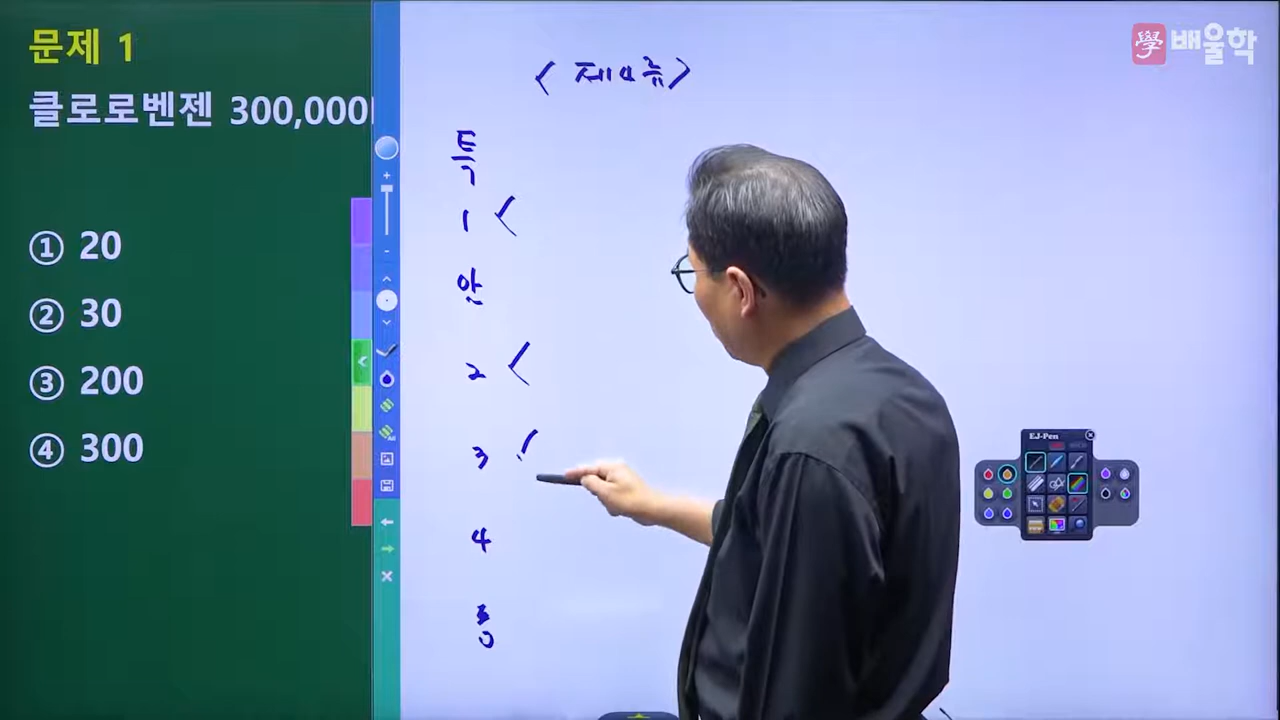 문제 1
클로로벤젠 300,000
① 20
② 30
③ 200
④ 300
學 배울학
<제4류>
특
1 <
알
2 <
3
4
동
EJ-Pen